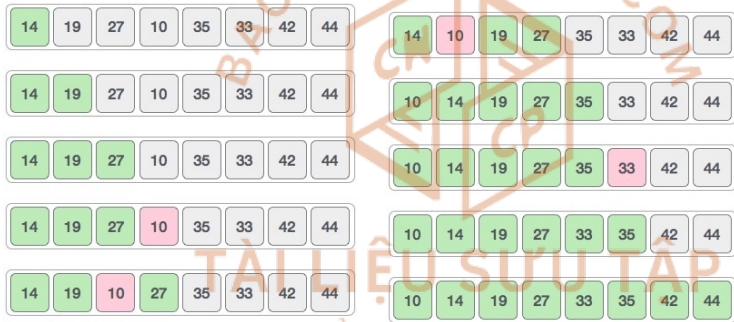 14 19 27 10 35 33 42 44
14 19 27 10 35 33 42 44
14 19 27 10 35 33 42 44
14 19 27 10 35 33 42 44
14 19 10 27 35 33 42 44
14 10 19 27 35 33 42 44
10 14 19 27 35 33 42 44
10 14 19 27 35 33 42 44
10 14 19 27 33 35 42 44
10 14 19 27 33 35 42 44
BAC
CM
CP
.COM
TÀI LIỆU SƯU TẬP